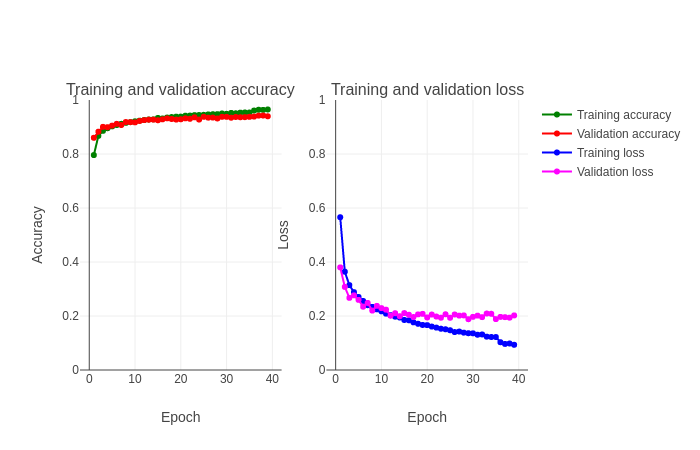 Training and validation accuracy
Training and validation loss
1
0.8
0.6
0.4
0.2
0
0
10
20
30
40
Accuracy
Epoch
1
0.8
0.6
0.4
0.2
0
0
10
20
30
40
Loss
Epoch
Training accuracy
Validation accuracy
Training loss
Validation loss